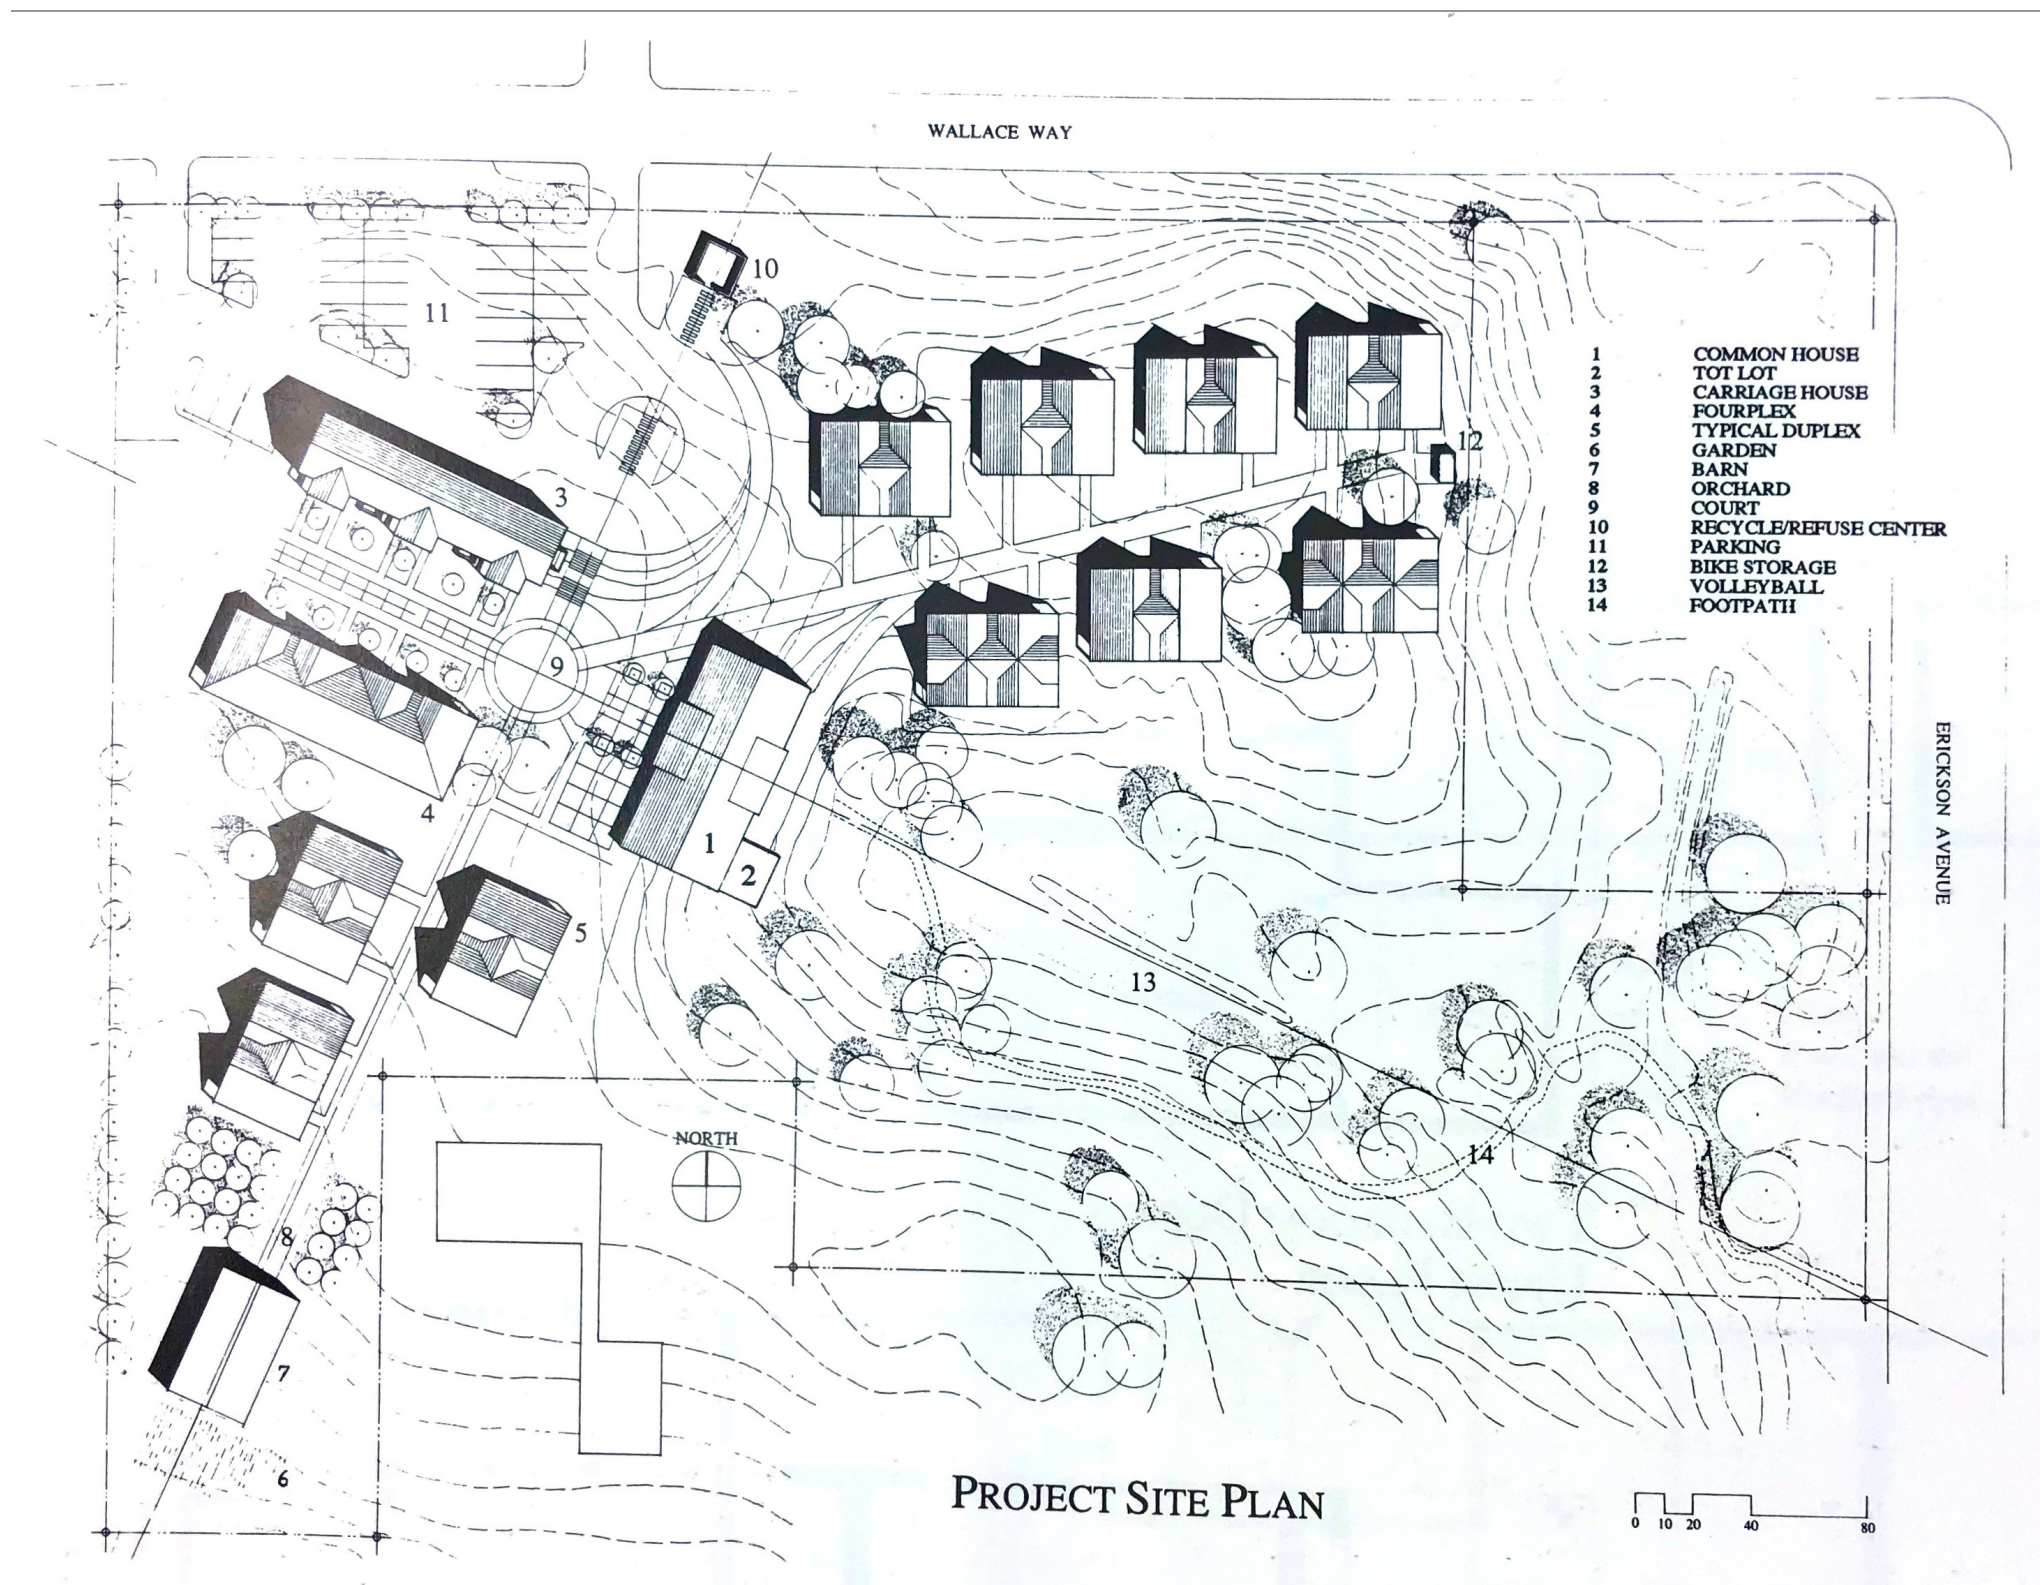 WALLACE WAY
10
11
1 COMMON HOUSE
2 TOT LOT
3 CARRIAGE HOUSE
4 FOURPLEX
5 TYPICAL DUPLEX
6 GARDEN
7 BARN
8 ORCHARD
9 COURT
10 RECYCLE/REFUSE CENTER
11 PARKING
12 BIKE STORAGE
13 VOLLEYBALL
14 FOOTPATH
12
3
9
ERICKSON AVENUE
4
1
2
5
13
NORTH
14
8
7
6
PROJECT SITE PLAN
0 10 20 40 80